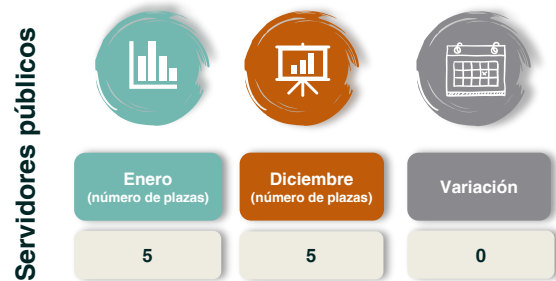 Servidores públicos
Enero
(número de plazas)
Diciembre
(número de plazas)
Variación
5
5
0